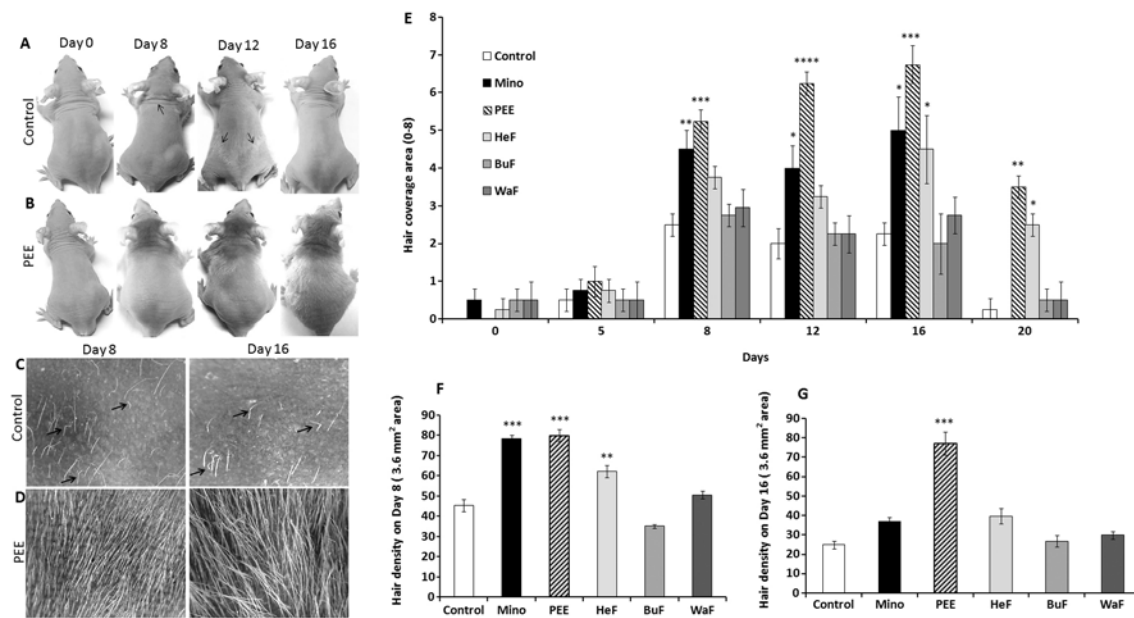 A
Day 0 Day 8 Day 12 Day 16
Control
B
PEE
Day 8 Day 16
C
Control
D
PEE
E
Hair coverage area (0-8)
8
7
6
5
4
3
2
1
0
Control
Mino
PEE
HeF
BuF
WaF
** *** * **** * *** * ** *
0 5 8 12 16 20
Days
F
Hair density on Day 8 ( 3.6 mm² area)
90
80
70
60
50
40
30
20
10
0
*** *** **
Control Mino PEE HeF BuF WaF
G
Hair density on Day 16 ( 3.6 mm² area)
90
80
70
60
50
40
30
20
10
0
***
Control Mino PEE HeF BuF WaF